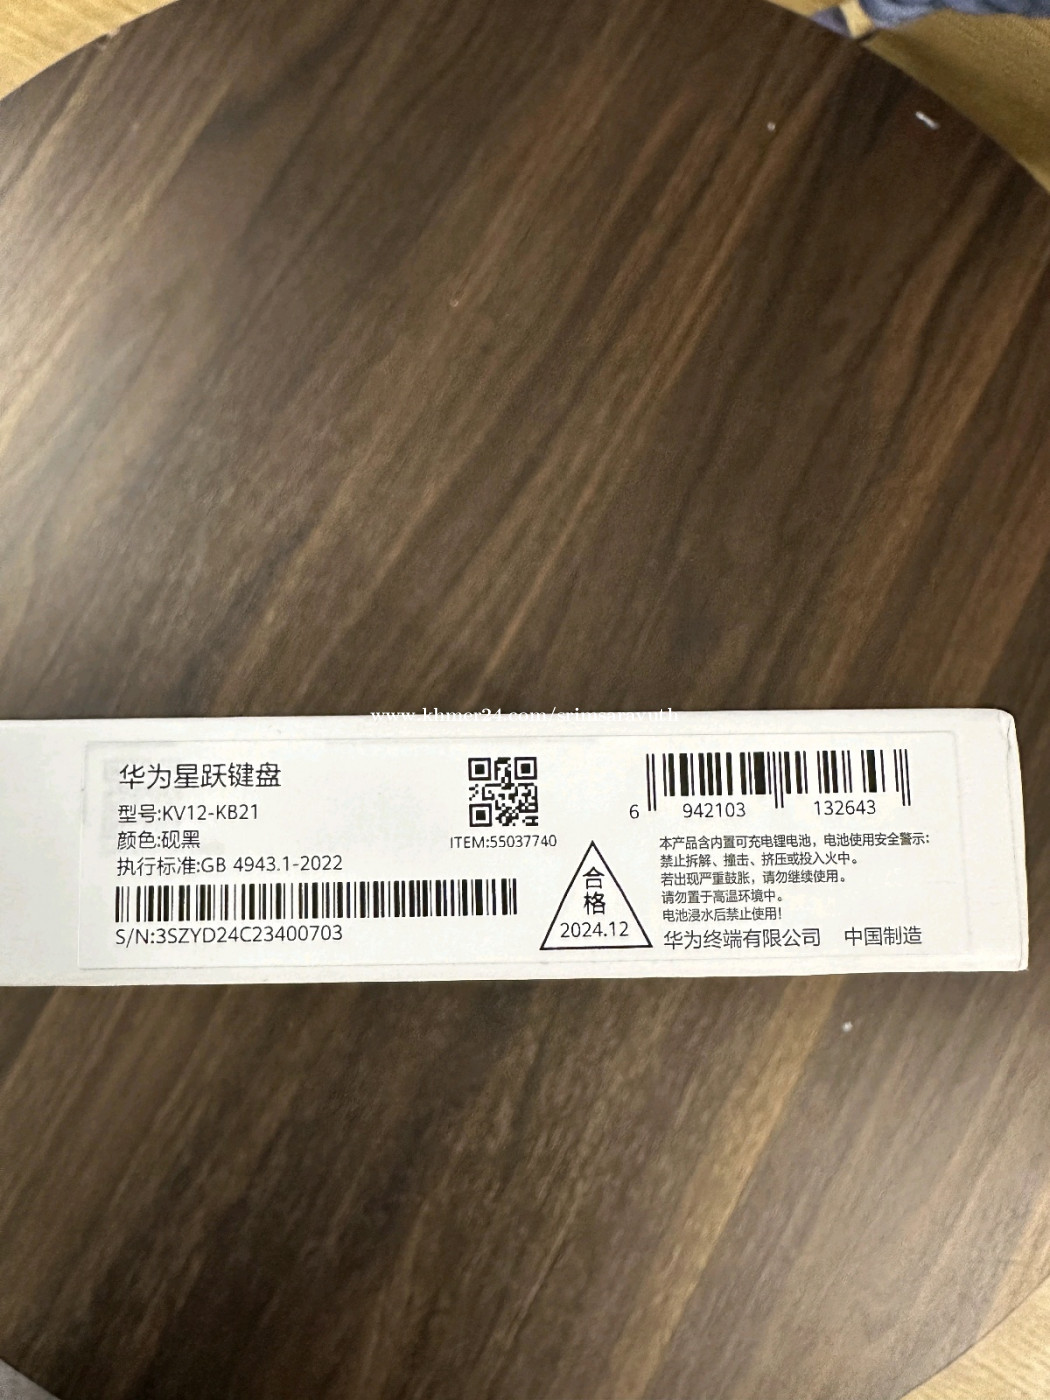 www.khmer24.com/srimsarayuth
华为星跃键盘
型号:KV12-KB21
颜色:砚黑
执行标准:GB 4943.1-2022
S/N:3SZYD24C23400703
ITEM:55037740
合格
2024.12
6 942103 132643
本产品含内置可充电锂电池，电池使用安全警示:
禁止拆解、撞击、挤压或投入火中。
若出现严重鼓胀，请勿继续使用。
请勿置于高温环境中。
电池浸水后禁止使用!
华为终端有限公司 中国制造